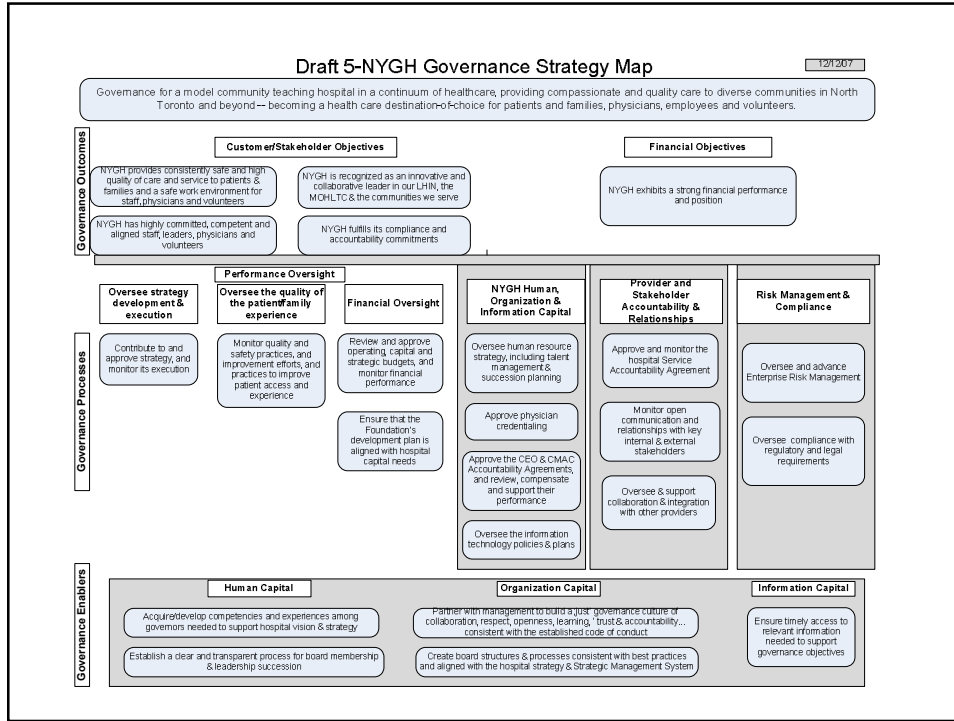 Draft 5-NYGH Governance Strategy Map
12/12/07
Governance for a model community teaching hospital in a continuum of healthcare, providing compassionate and quality care to diverse communities in North
Toronto and beyond -- becoming a health care destination-of-choice for patients and families, physicians, employees and volunteers.
Governance Outcomes
Customer/Stakeholder Objectives
Financial Objectives
NYGH provides consistently safe and high
quality of care and service to patients &
families and a safe work environment for
staff, physicians and volunteers
NYGH is recognized as an innovative and
collaborative leader in our LHIN, the
MOHLTC & the communities we serve
NYGH exhibits a strong financial performance
and position
NYGH has highly committed, competent and
aligned staff, leaders, physicians and
volunteers
NYGH fulfills its compliance and
accountability commitments
Governance Processes
Performance Oversight
Oversee strategy
development &
execution
Contribute to and
approve strategy, and
monitor its execution
Oversee the quality of
the patient/family
experience
Monitor quality and
safety practices, and
improvement efforts, and
practices to improve
patient access and
experience
Financial Oversight
Review and approve
operating, capital and
strategic budgets, and
monitor financial
performance
Ensure that the
Foundation's
development plan is
aligned with hospital
capital needs
NYGH Human,
Organization &
Information Capital
Oversee human resource
strategy, including talent
management &
succession planning
Approve physician
credentialing
Approve the CEO & CMAC
Accountability Agreements,
and review, compensate
and support their
performance
Oversee the information
technology policies & plans
Provider and
Stakeholder
Accountability &
Relationships
Approve and monitor the
hospital Service
Accountability Agreement
Monitor open
communication and
relationships with key
internal & external
stakeholders
Oversee & support
collaboration & integration
with other providers
Risk Management &
Compliance
Oversee and advance
Enterprise Risk Management
Oversee compliance with
regulatory and legal
requirements
Governance Enablers
Human Capital
Acquire/develop competencies and experiences among
governors needed to support hospital vision & strategy
Establish a clear and transparent process for board membership
& leadership succession
Organization Capital
Partner with management to build a 'just' governance culture of
collaboration, respect, openness, learning, ' trust & accountability...
consistent with the established code of conduct
Create board structures & processes consistent with best practices
and aligned with the hospital strategy & Strategic Management System
Information Capital
Ensure timely access to
relevant information
needed to support
governance objectives